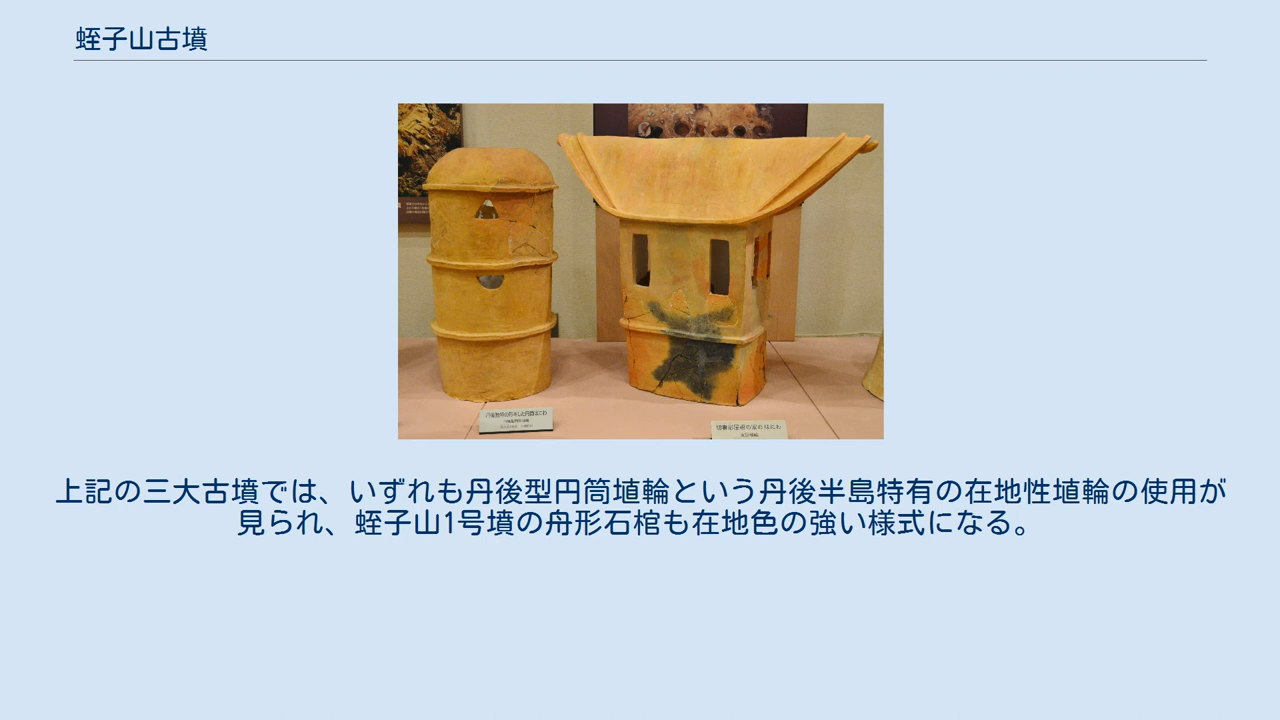 蛭子山古墳
上記の三大古墳では、いずれも丹後型円筒埴輪という丹後半島特有の在地性埴輪の使用が
見られ、蛭子山1号墳の舟形石棺も在地色の強い様式になる。